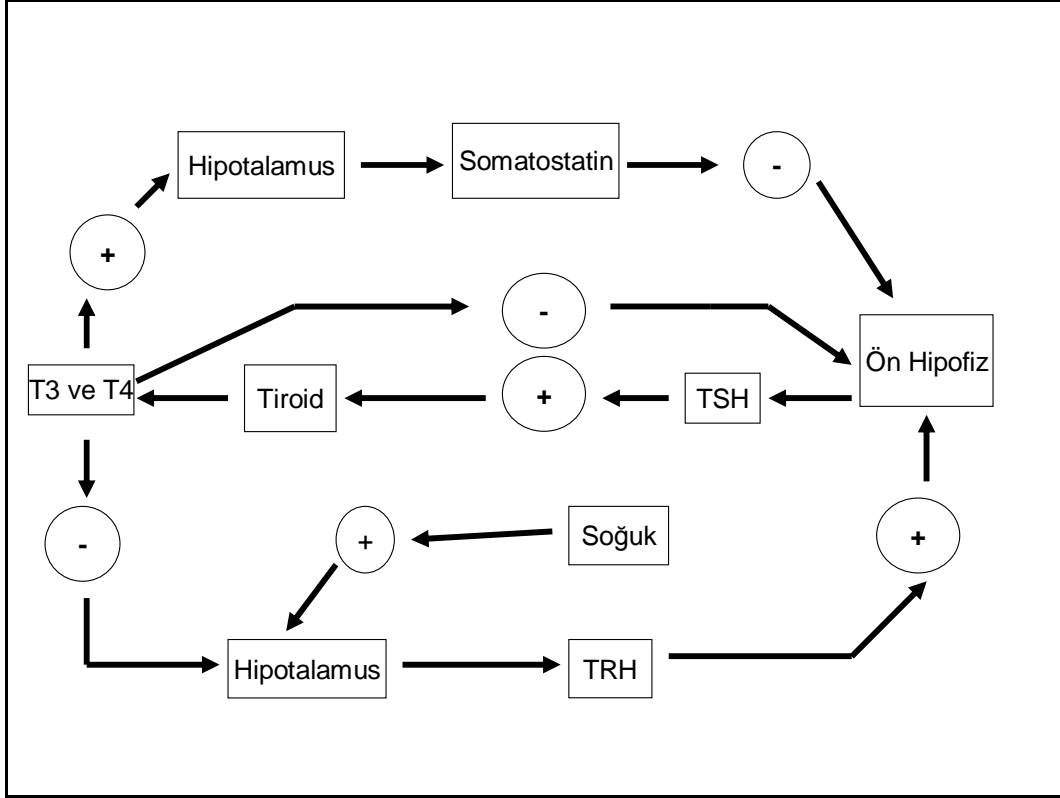 Hipotalamus
Somatostatin
-
+
-
Ön Hipofiz
T3 ve T4
Tiroid
+
TSH
-
+
Soğuk
+
Hipotalamus
TRH